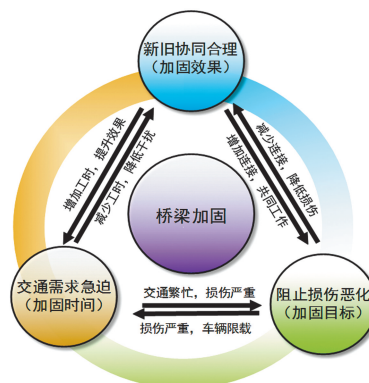 新旧协同合理
（加固效果）
增加工时，提升效果
减少工时，降低干扰
减少连接，降低损伤
增加连接，共同工作
桥梁加固
交通需求急迫
（加固时间）
交通繁忙，损伤严重
损伤严重，车辆限载
阻止损伤恶化
（加固目标）